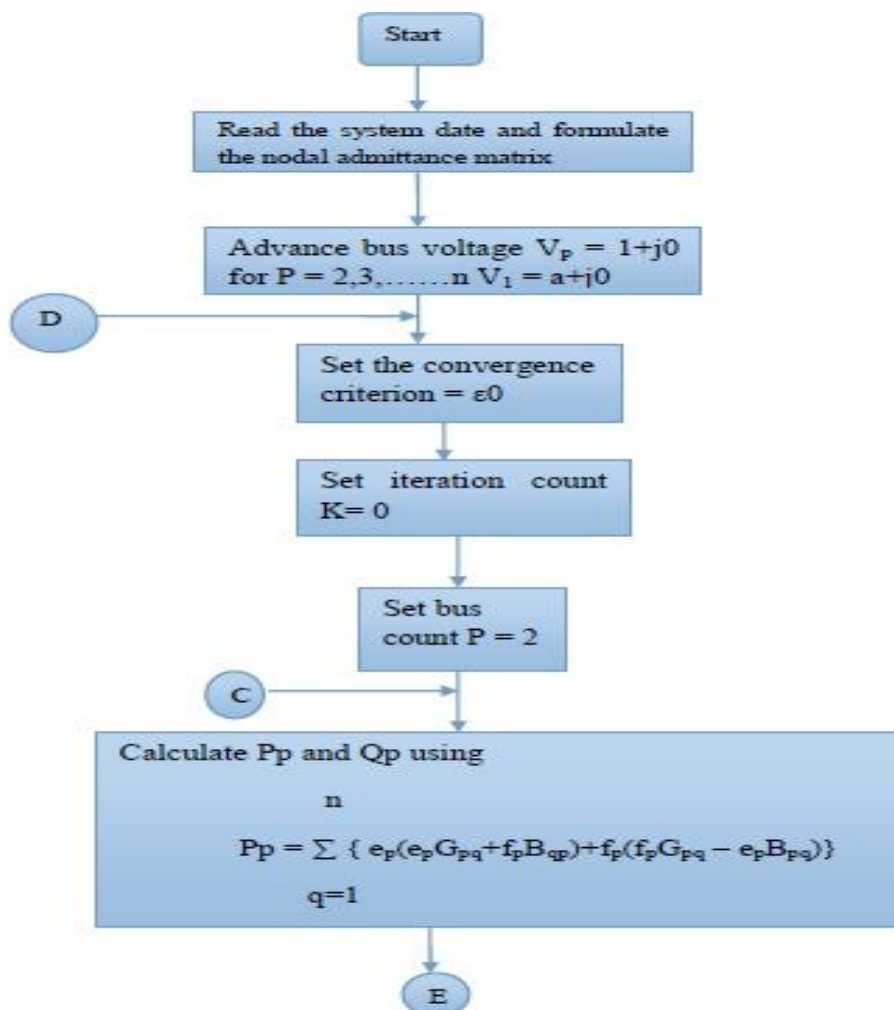 Start
Read the system date and formulate
the nodal admittance matrix
Advance bus voltage Vₚ = 1+j0
for P = 2,3,......n V₁ = a+j0
D
Set the convergence
criterion = ε0
Set iteration count
K= 0
Set bus
count P = 2
C
Calculate Pp and Qp using
n
Pp = ∑ { eₚ(eₚGₚq+fₚBqₚ)+fₚ(fₚGₚq – eₚBₚq)}
q=1
E